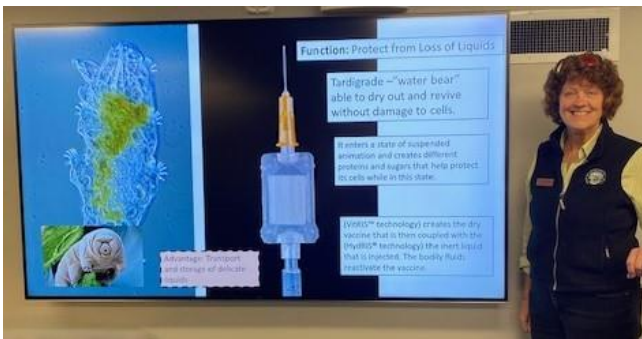 Function: Protect from Loss of Liquids
Tardigrade –"water bear"
able to dry out and revive
without damage to cells.
It enters a state of suspended
animation and creates different
proteins and sugars that help protect
its cells while in this state.
(VitRIS™ technology) creates the dry
vaccine that is then coupled with the
(HydRIS® technology) the inert liquid
that is injected. The bodily fluids
reactivate the vaccine.
Advantage: Transport
and storage of delicate
liquids